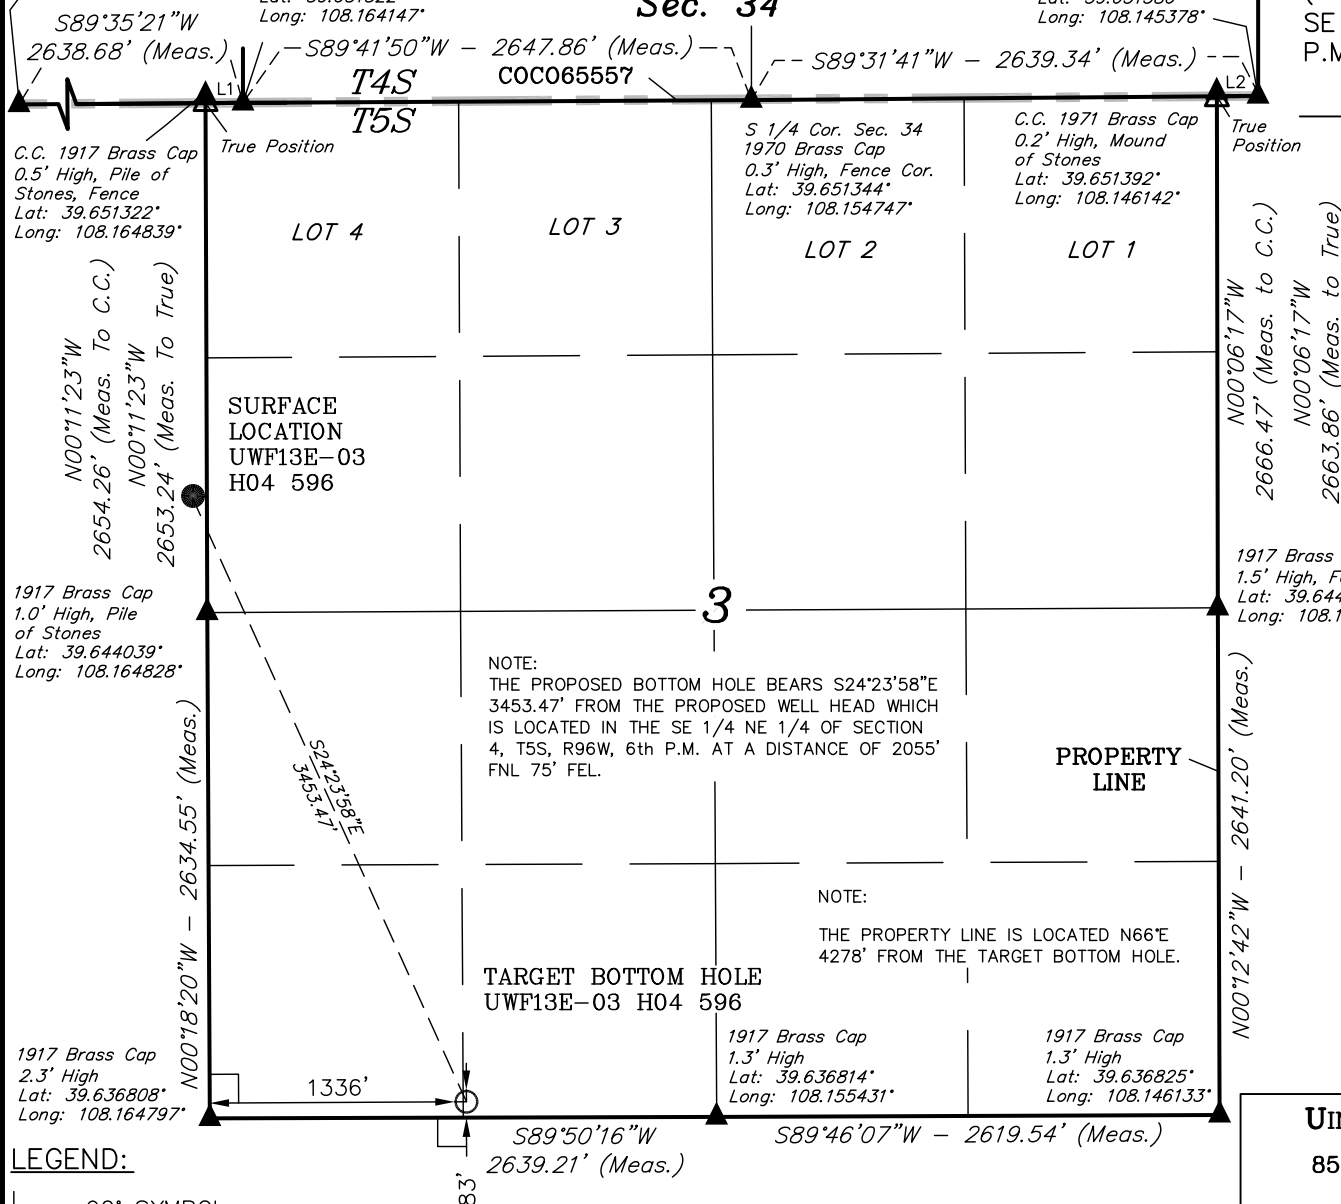 Sec. 34
Long: 108.164147°
Long: 108.145378°
SE
P.M
S89°35'21"W
2638.68' (Meas.)
S89°41'50"W - 2647.86' (Meas.)
S89°31'41"W - 2639.34' (Meas.)
COC065557
T4S
T5S
L1
L2
True Position
True
Position
C.C. 1917 Brass Cap
0.5' High, Pile of
Stones, Fence
Lat: 39.651322°
Long: 108.164839°
S 1/4 Cor. Sec. 34
1970 Brass Cap
0.3' High, Fence Cor.
Lat: 39.651344°
Long: 108.154747°
C.C. 1971 Brass Cap
0.2' High, Mound
of Stones
Lat: 39.651392°
Long: 108.146142°
LOT 4
LOT 3
LOT 2
LOT 1
N00°11'23"W
2654.26' (Meas. To C.C.)
N00°11'23"W
2653.24' (Meas. To True)
N00°06'17"W
2666.47' (Meas. to C.C.)
N00°06'17"W
2663.86' (Meas. to True)
SURFACE
LOCATION
UWF13E-03
H04 596
1917 Brass Cap
1.0' High, Pile
of Stones
Lat: 39.644039°
Long: 108.164828°
3
1917 Brass
1.5' High, F
Lat: 39.644
Long: 108.1
NOTE:
THE PROPOSED BOTTOM HOLE BEARS S24°23'58"E
3453.47' FROM THE PROPOSED WELL HEAD WHICH
IS LOCATED IN THE SE 1/4 NE 1/4 OF SECTION
4, T5S, R96W, 6th P.M. AT A DISTANCE OF 2055'
FNL 75' FEL.
S24°23'58"E
3453.47'
PROPERTY
LINE
N00°18'20"W - 2634.55' (Meas.)
N00°12'42"W - 2641.20' (Meas.)
NOTE:
THE PROPERTY LINE IS LOCATED N66°E
4278' FROM THE TARGET BOTTOM HOLE.
TARGET BOTTOM HOLE
UWF13E-03 H04 596
1917 Brass Cap
2.3' High
Lat: 39.636808°
Long: 108.164797°
1336'
1917 Brass Cap
1.3' High
Lat: 39.636814°
Long: 108.155431°
1917 Brass Cap
1.3' High
Lat: 39.636825°
Long: 108.146133°
S89°50'16"W
2639.21' (Meas.)
S89°46'07"W - 2619.54' (Meas.)
83'
LEGEND:
90° SYMBOL
85